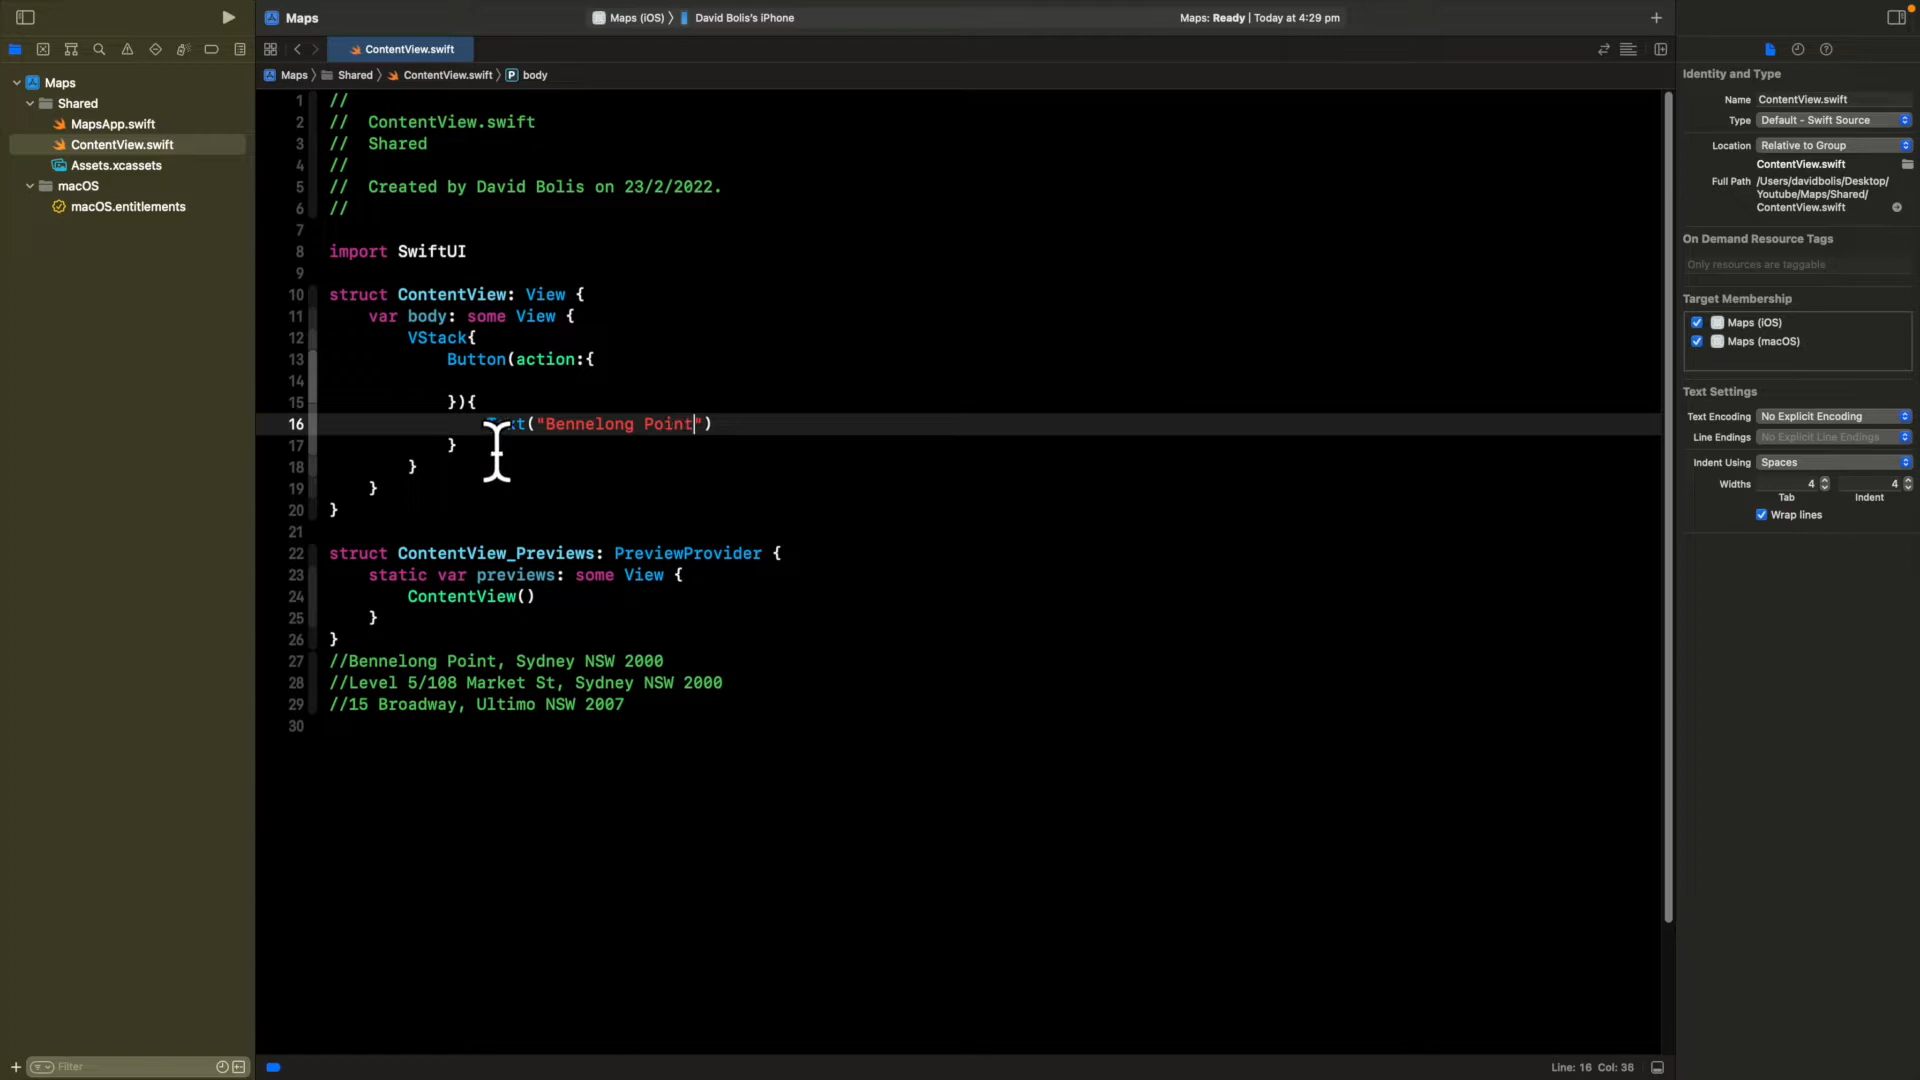 Maps
Maps (iOS) 〉 David Bolis's iPhone
Maps: Ready | Today at 4:29 pm
ContentView.swift
Maps 〉 Shared 〉 ContentView.swift 〉 P body
Maps
Shared
MapsApp.swift
ContentView.swift
Assets.xcassets
macOS
macOS.entitlements
Filter
1 //
2 //  ContentView.swift
3 //  Shared
4 //
5 //  Created by David Bolis on 23/2/2022.
6 //
7
8 import SwiftUI
9
10 struct ContentView: View {
11     var body: some View {
12         VStack{
13             Button(action:{
14
15             }){
16                 Text("Bennelong Point")
17             }
18         }
19     }
20 }
21
22 struct ContentView_Previews: PreviewProvider {
23     static var previews: some View {
24         ContentView()
25     }
26 }
27 //Bennelong Point, Sydney NSW 2000
28 //Level 5/108 Market St, Sydney NSW 2000
29 //15 Broadway, Ultimo NSW 2007
30
Line: 16 Col: 38
Identity and Type
Name ContentView.swift
Type Default - Swift Source
Location Relative to Group
ContentView.swift
Full Path /Users/davidbolis/Desktop/
Youtube/Maps/Shared/
ContentView.swift
On Demand Resource Tags
Only resources are taggable
Target Membership
Maps (iOS)
Maps (macOS)
Text Settings
Text Encoding No Explicit Encoding
Line Endings No Explicit Line Endings
Indent Using Spaces
Widths 4 4
Tab Indent
Wrap lines